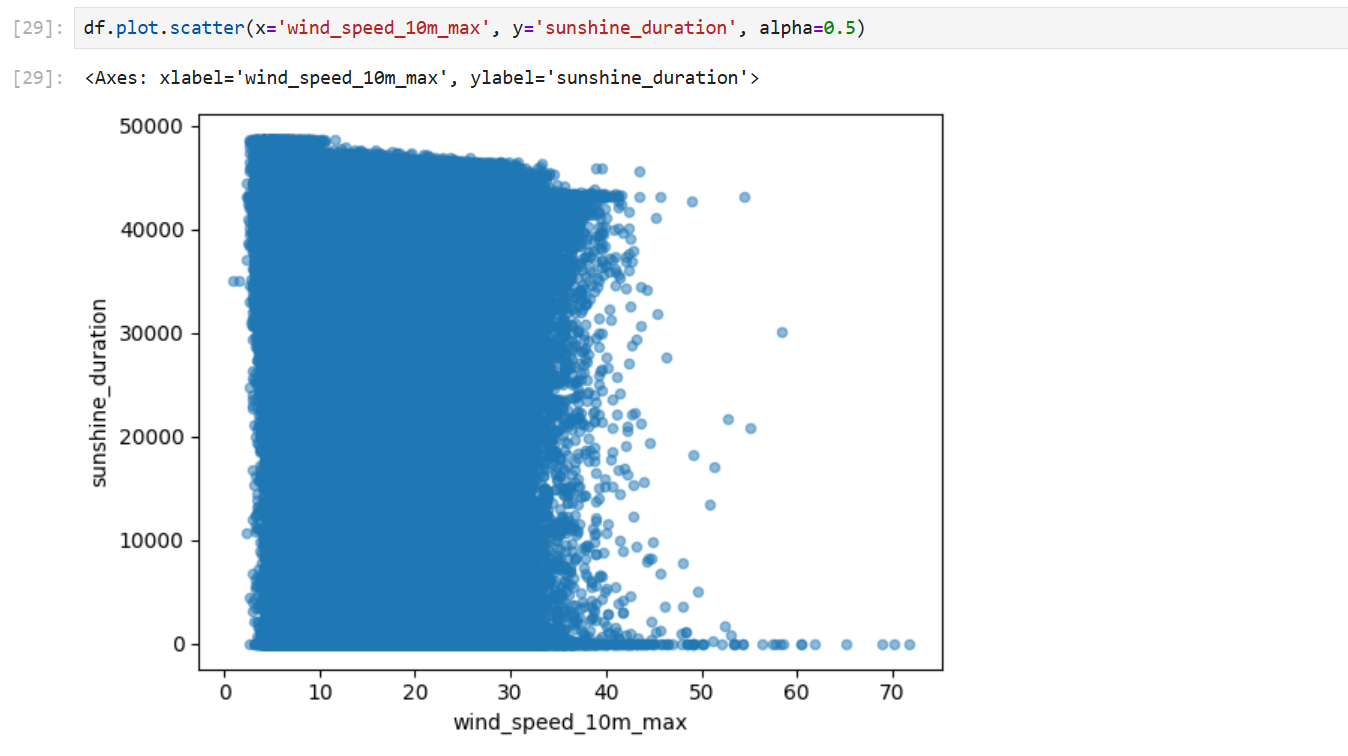 [29]: df.plot.scatter(x='wind_speed_10m_max', y='sunshine_duration', alpha=0.5)
[29]: <Axes: xlabel='wind_speed_10m_max', ylabel='sunshine_duration'>
50000
40000
30000
20000
10000
0
sunshine_duration
0 10 20 30 40 50 60 70
wind_speed_10m_max